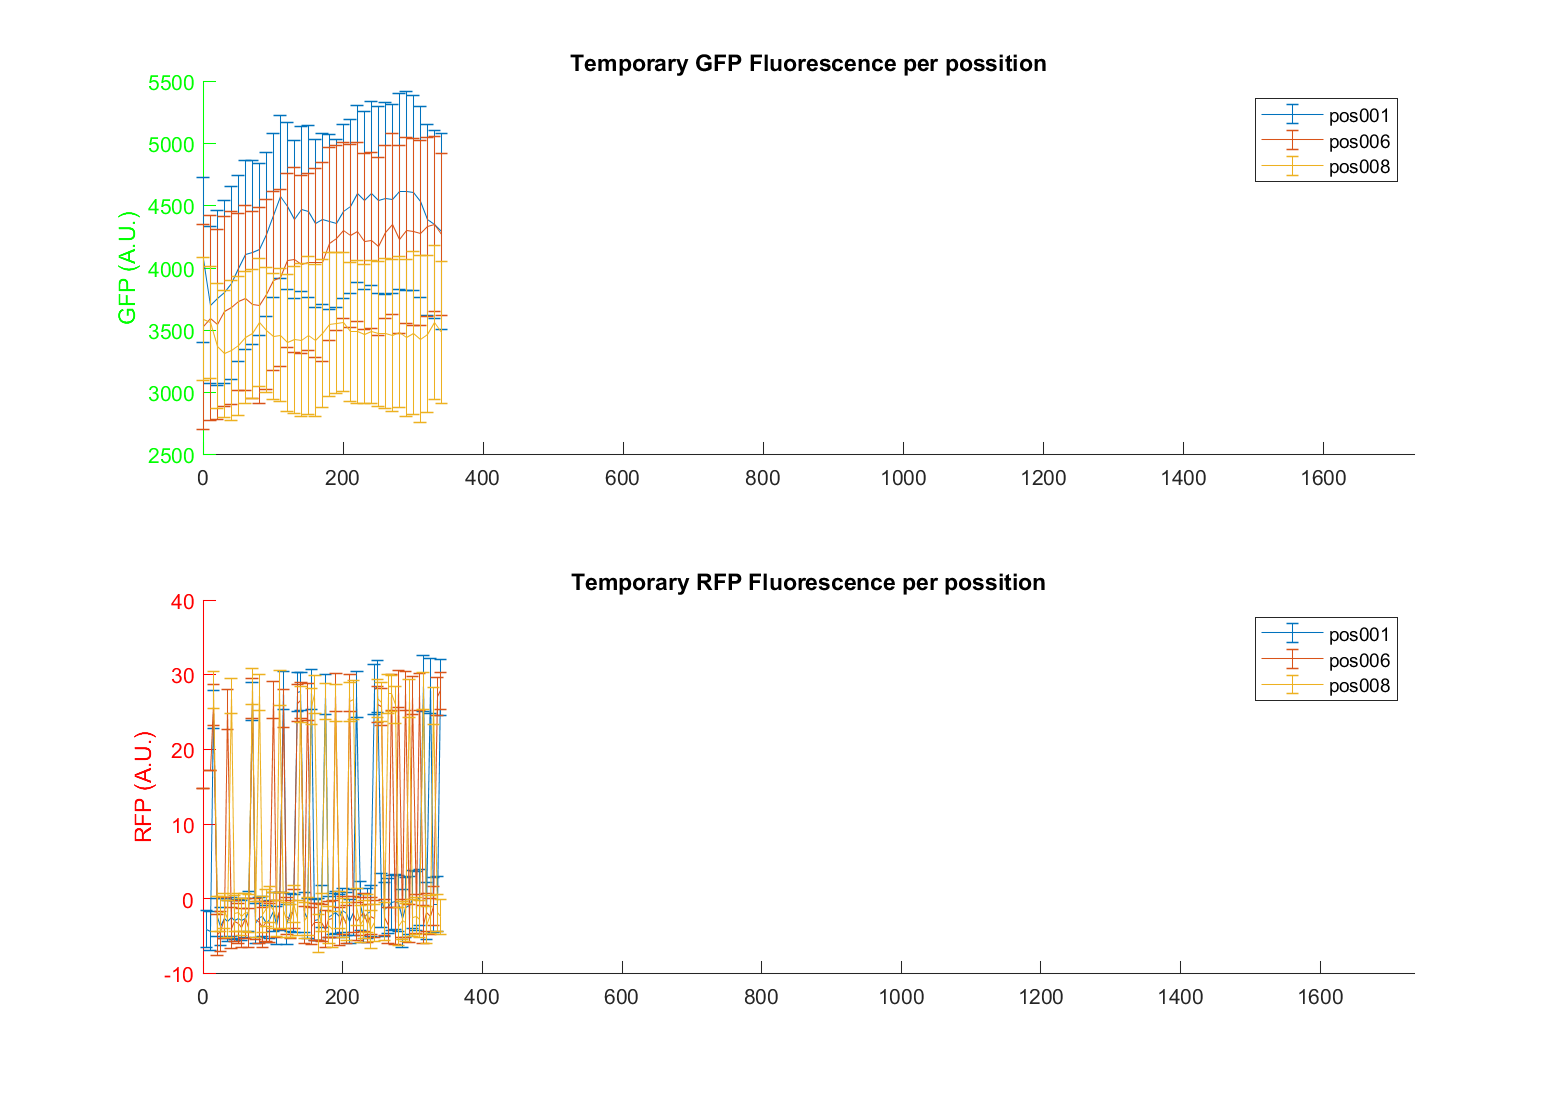 Temporary GFP Fluorescence per possition
5500
5000
4500
4000
3500
3000
2500
GFP (A.U.)
0 200 400 600 800 1000 1200 1400 1600
pos001
pos006
pos008
Temporary RFP Fluorescence per possition
40
30
20
10
0
-10
RFP (A.U.)
0 200 400 600 800 1000 1200 1400 1600
pos001
pos006
pos008